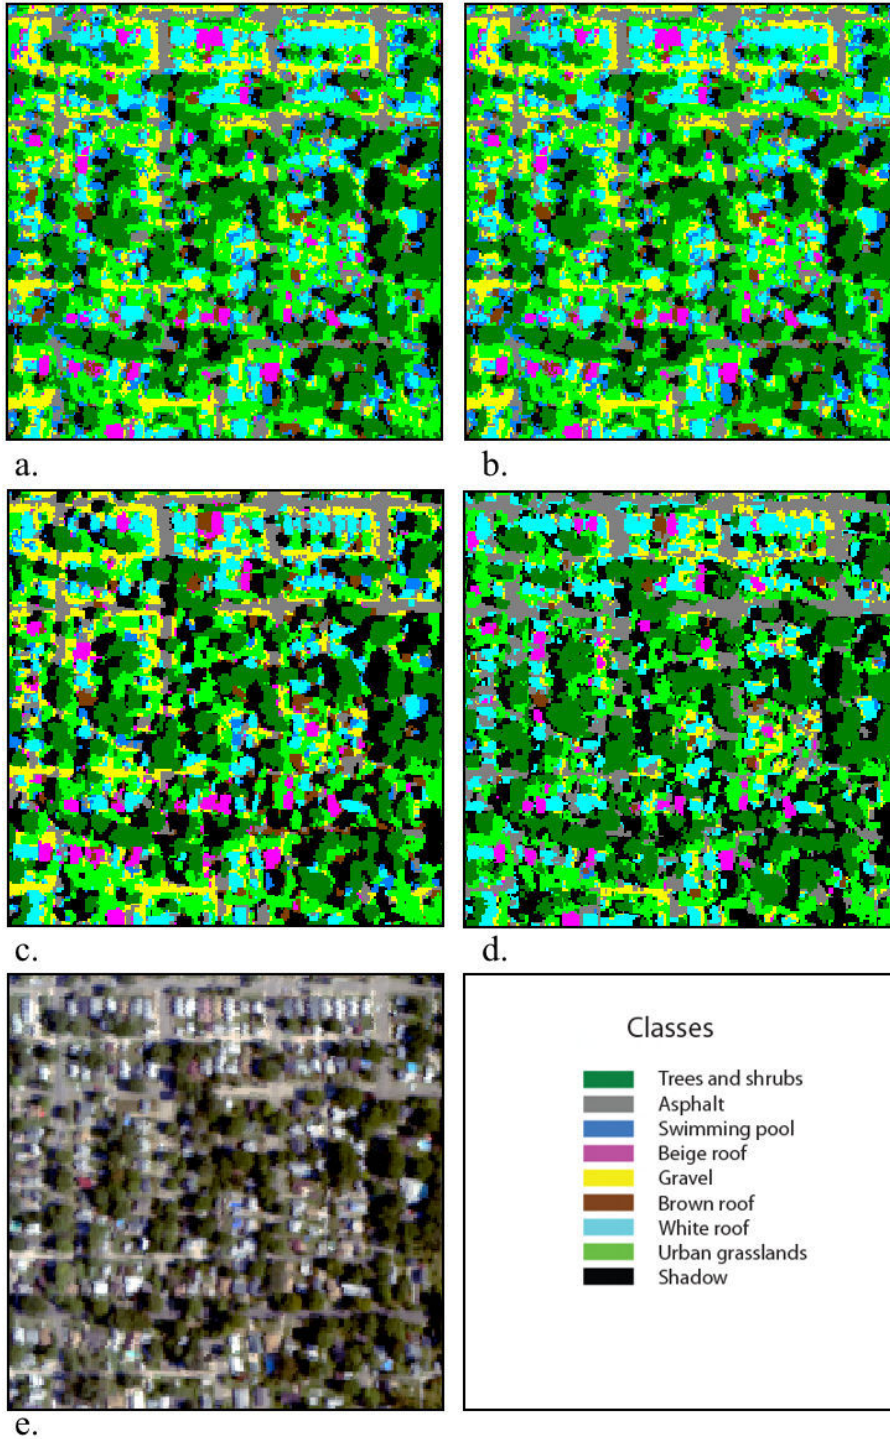 a.
b.
c.
d.
e.
Classes
Trees and shrubs
Asphalt
Swimming pool
Beige roof
Gravel
Brown roof
White roof
Urban grasslands
Shadow